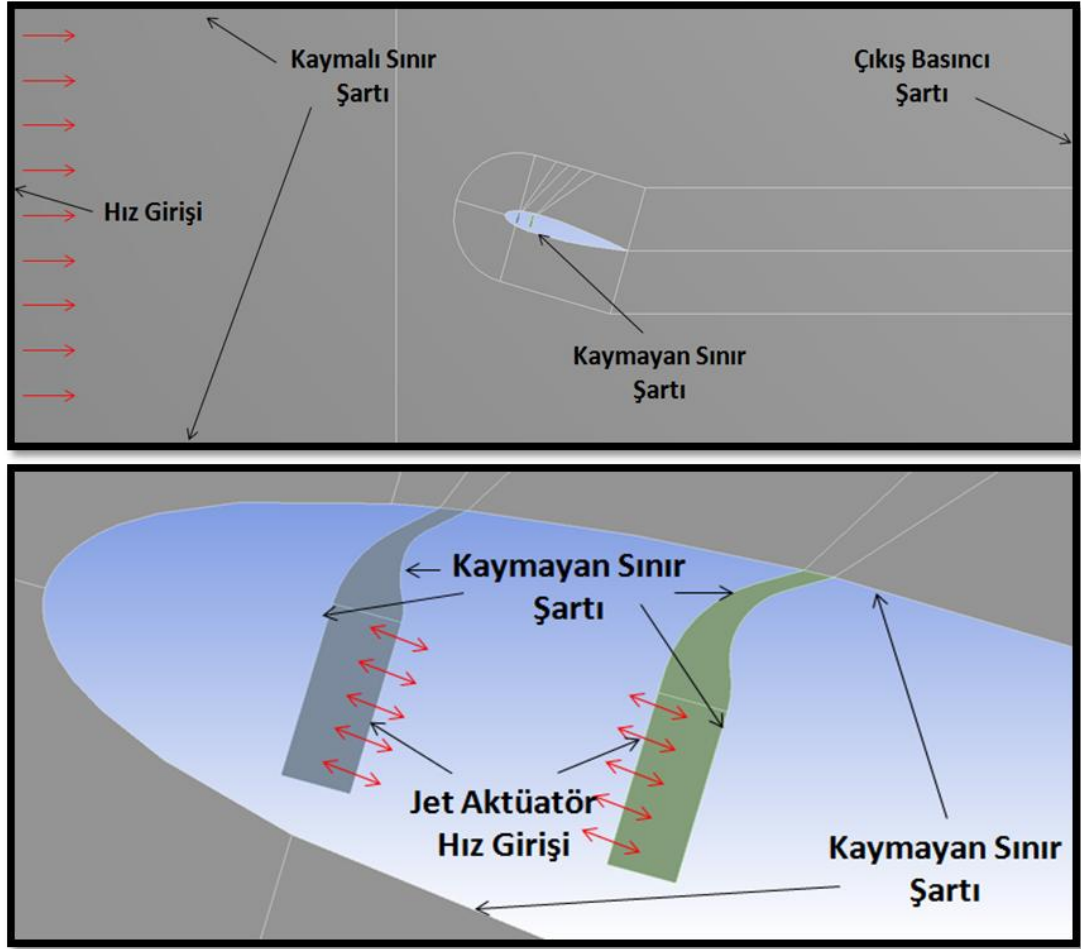 Kaymalı Sınır
Şartı
Çıkış Basıncı
Şartı
Hız Girişi
Kaymayan Sınır
Şartı
Kaymayan Sınır
Şartı
Jet Aktüatör
Hız Girişi
Kaymayan Sınır
Şartı